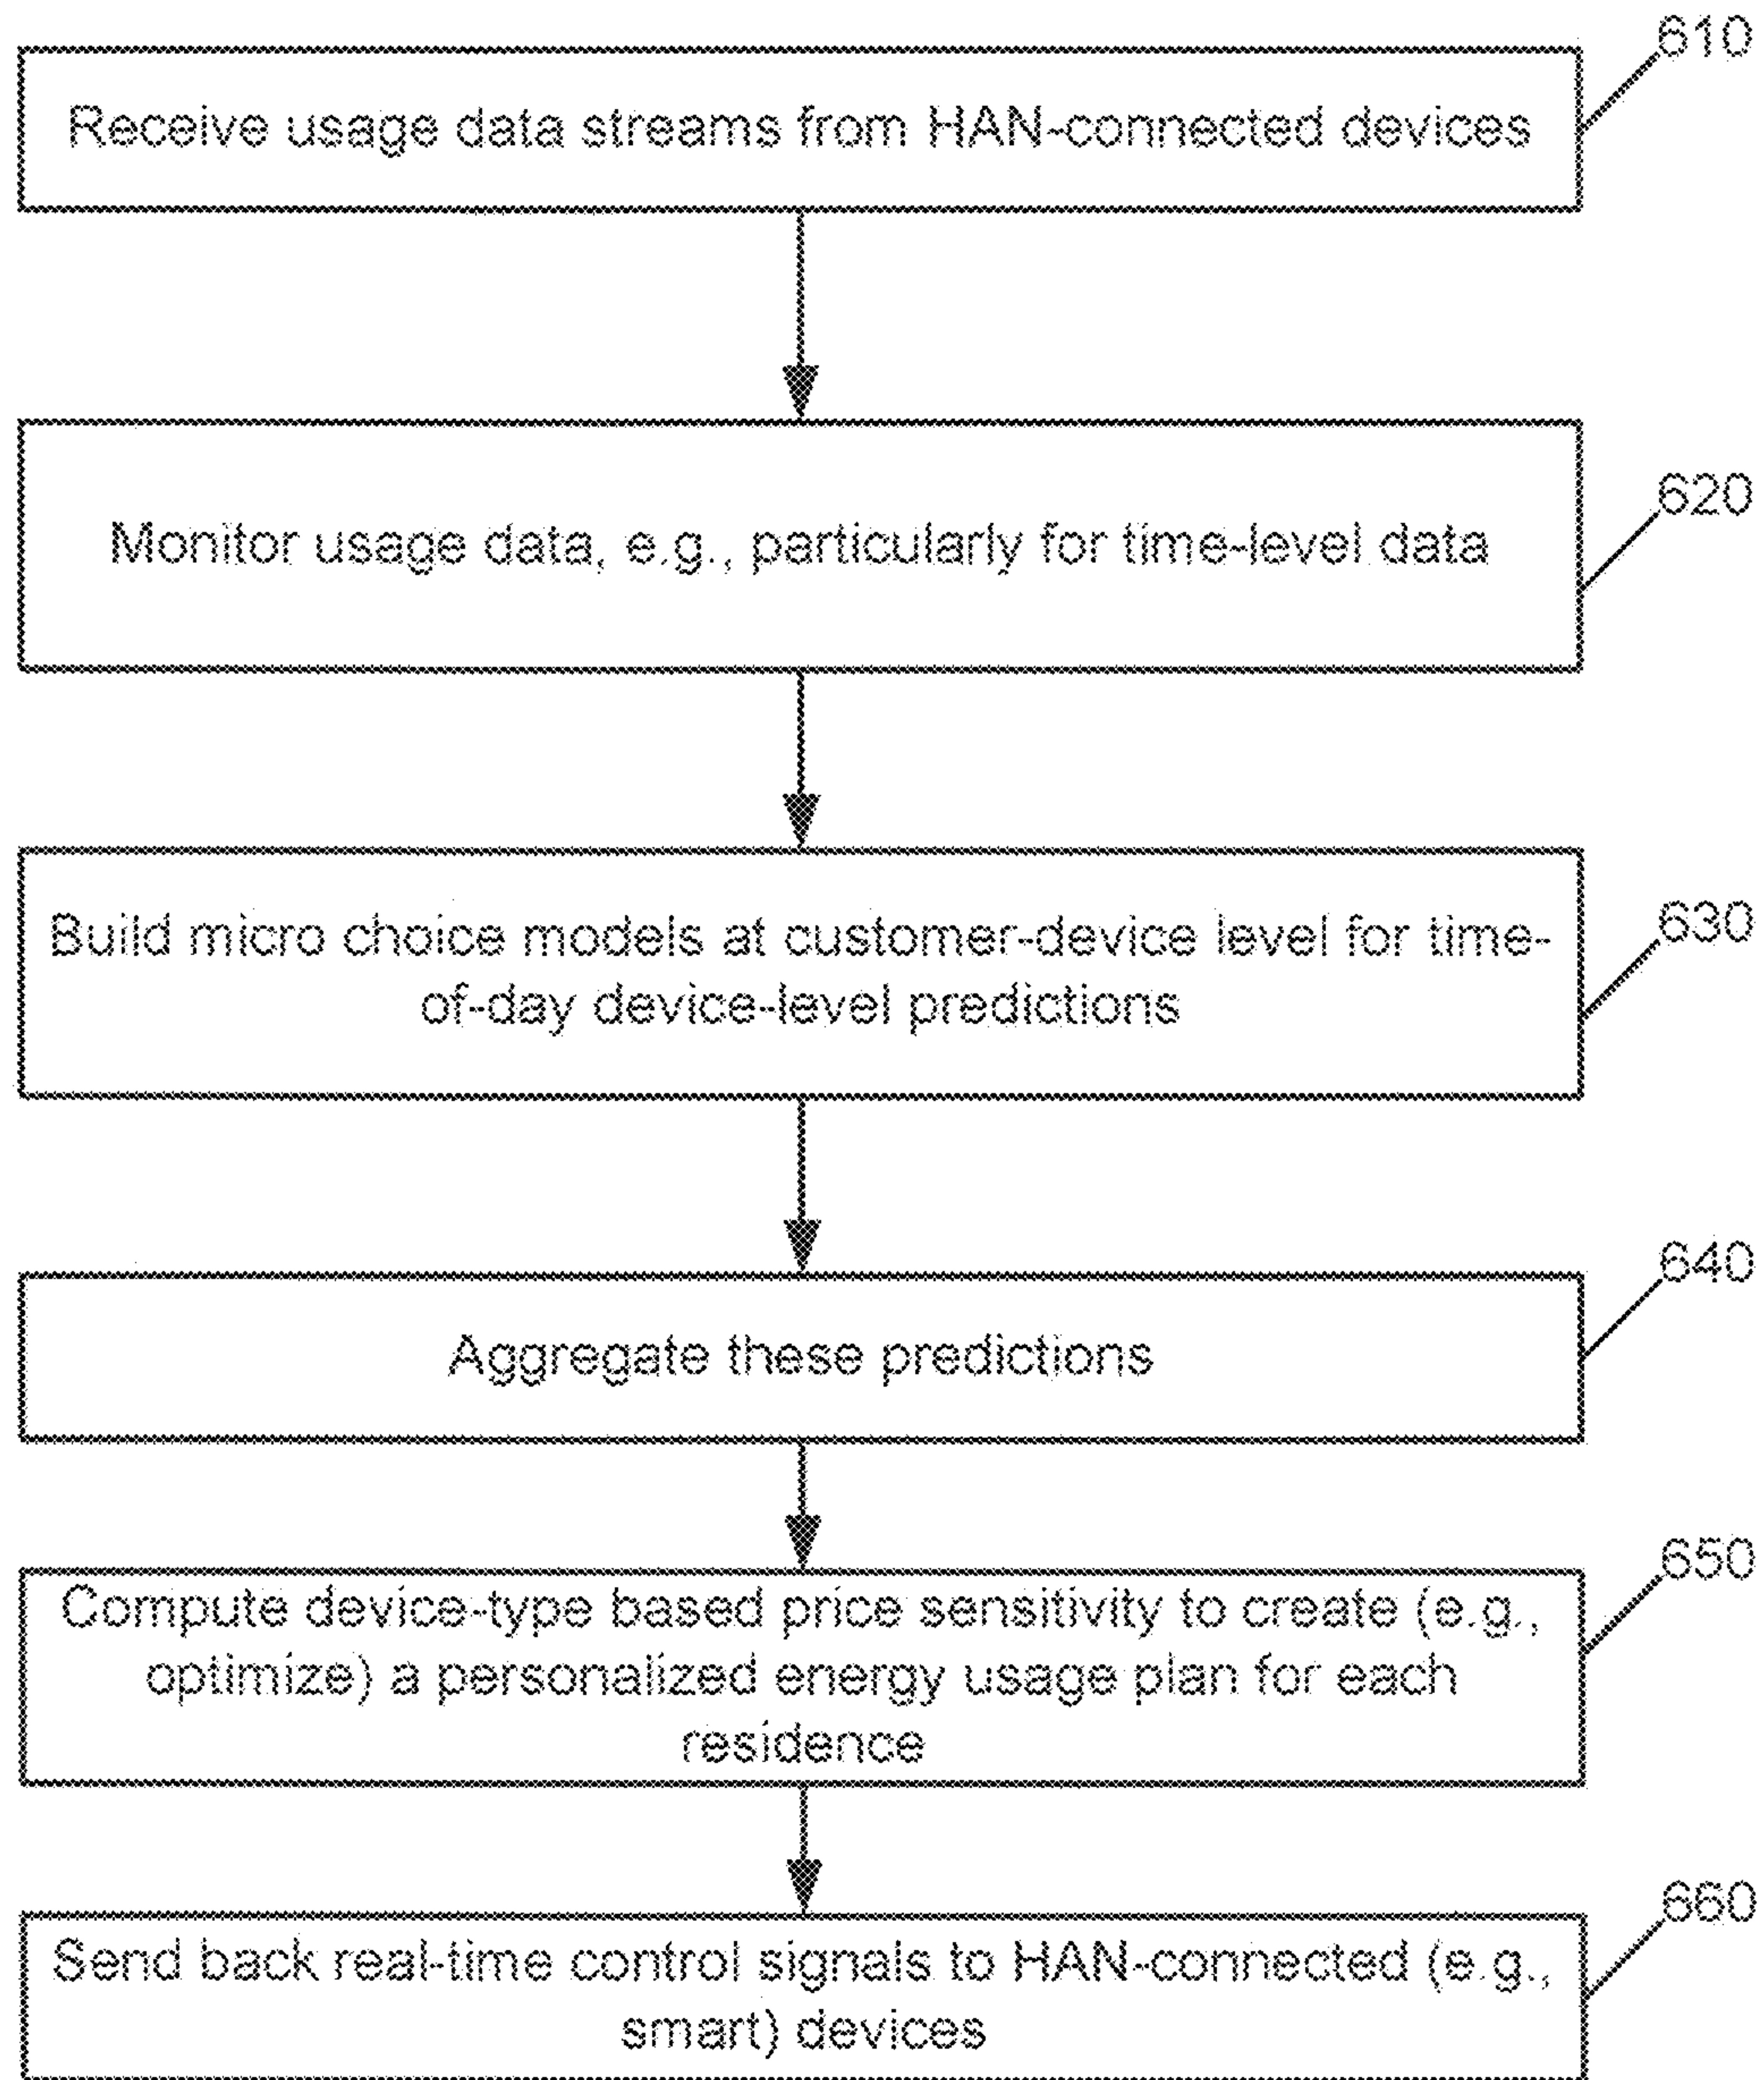 610
Receive usage data streams from HAN-connected devices
620
Monitor usage data, e.g., particularly for time-level data
630
Build micro choice models at customer-device level for time-
of-day device-level predictions
640
Aggregate these predictions
650
Compute device-type based price sensitivity to create (e.g.,
optimize) a personalized energy usage plan for each
residence
660
Send back real-time control signals to HAN-connected (e.g.,
smart) devices